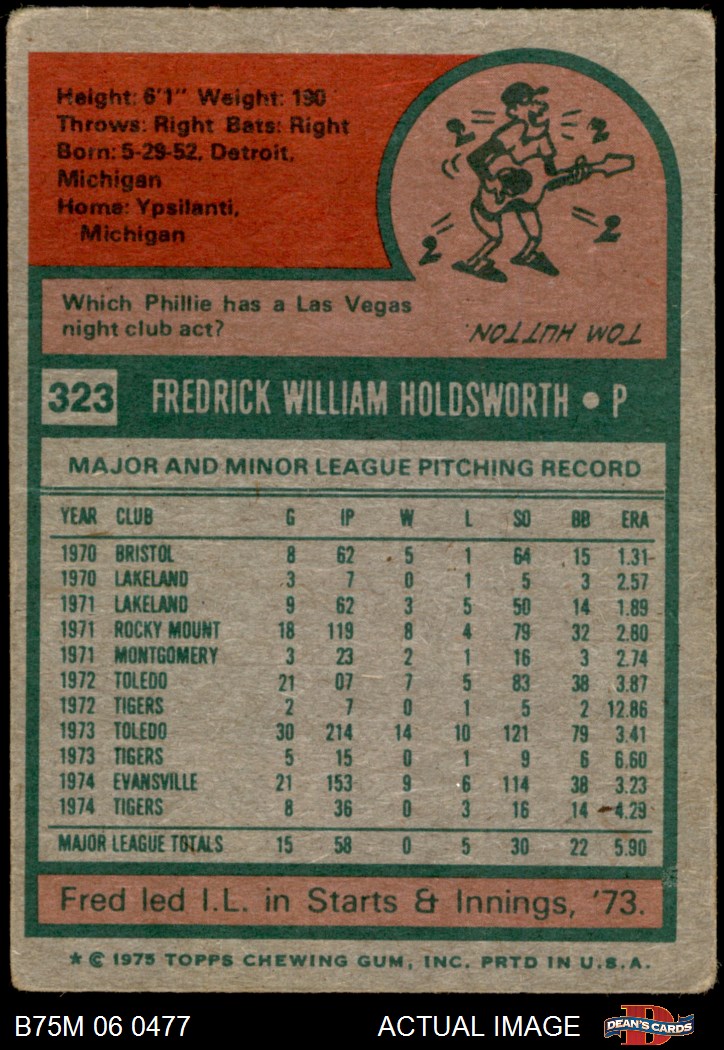 Height: 6'1" Weight: 190
Throws: Right Bats: Right
Born: 5-29-52, Detroit,
Michigan
Home: Ypsilanti,
Michigan
2 2
2 2
Which Phillie has a Las Vegas
night club act?
TOM HUTTON.
323 FREDRICK WILLIAM HOLDSWORTH • P
MAJOR AND MINOR LEAGUE PITCHING RECORD
YEAR CLUB G IP W L SO BB ERA
1970 BRISTOL 8 62 5 1 64 15 1.31
1970 LAKELAND 3 7 0 1 5 3 2.57
1971 LAKELAND 9 62 3 5 50 14 1.89
1971 ROCKY MOUNT 18 119 8 4 79 32 2.80
1971 MONTGOMERY 3 23 2 1 16 3 2.74
1972 TOLEDO 21 07 7 5 83 38 3.87
1972 TIGERS 2 7 0 1 5 2 12.86
1973 TOLEDO 30 214 14 10 121 79 3.41
1973 TIGERS 5 15 0 1 9 6 6.60
1974 EVANSVILLE 21 153 9 6 114 38 3.23
1974 TIGERS 8 36 0 3 16 14 4.29
MAJOR LEAGUE TOTALS 15 58 0 5 30 22 5.90
Fred led I.L. in Starts & Innings, '73.
* © 1975 TOPPS CHEWING GUM, INC. PRTD IN U.S.A.
B75M 06 0477 ACTUAL IMAGE D DEAN'S CARDS